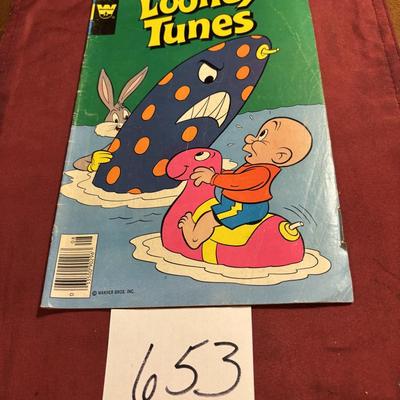 Looney
Tunes
© WARNER BROS. INC.
653